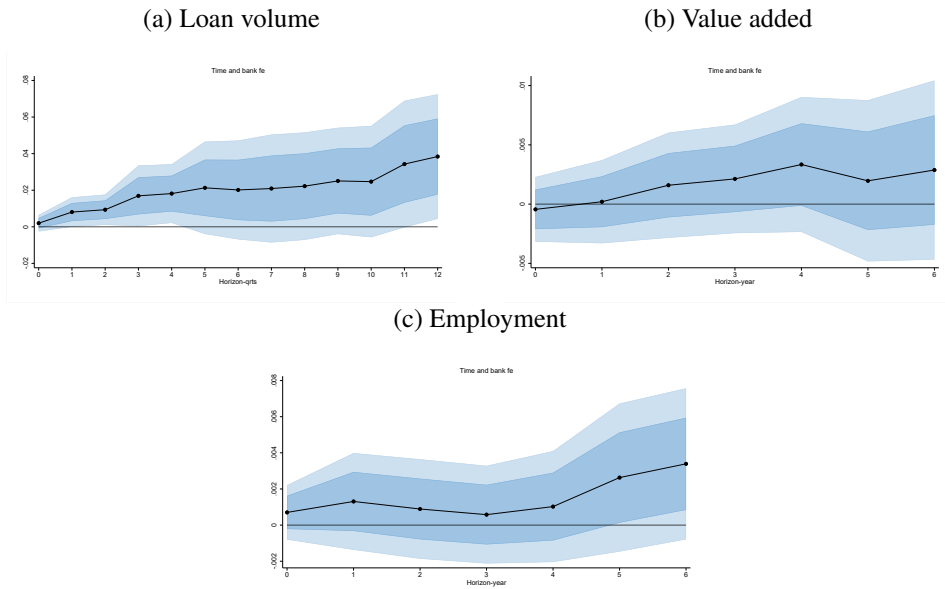 (a) Loan volume
Time and bank fe
.08
.06
.04
.02
0
-.02
0 1 2 3 4 5 6 7 8 9 10 11 12
Horizon-qrts
(b) Value added
Time and bank fe
.01
.005
0
-.005
0 1 2 3 4 5 6
Horizon-year
(c) Employment
Time and bank fe
.008
.006
.004
.002
0
-.002
0 1 2 3 4 5 6
Horizon-year